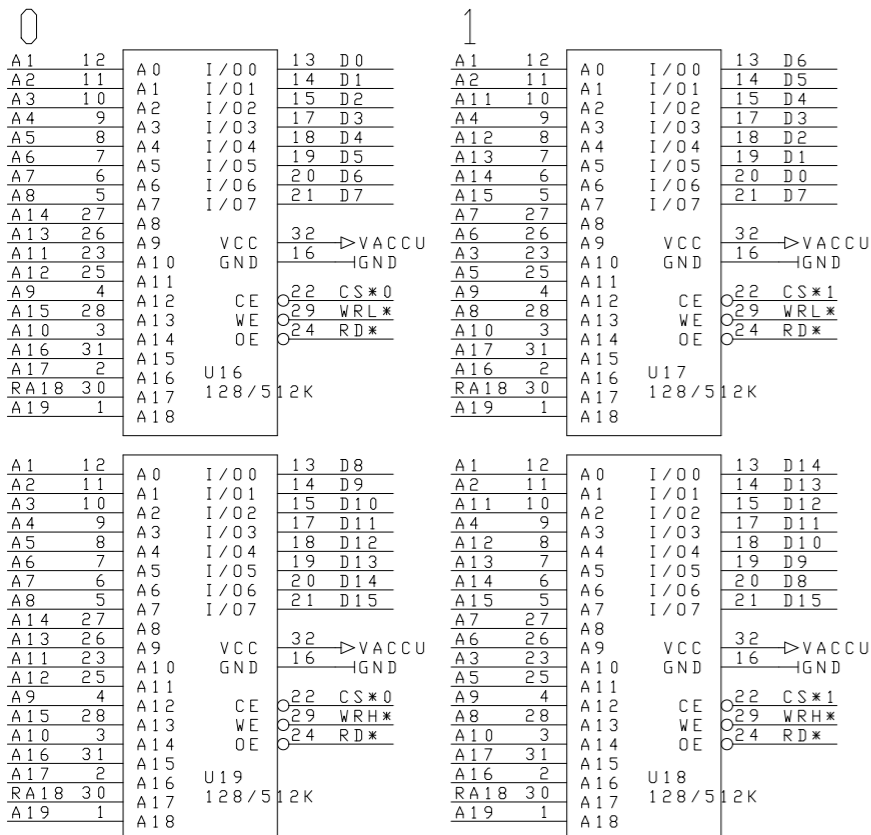 0
A1 12 A0 I/O0 13 D0
A2 11 A1 I/O1 14 D1
A3 10 A2 I/O2 15 D2
A4 9 A3 I/O3 17 D3
A5 8 A4 I/O4 18 D4
A6 7 A5 I/O5 19 D5
A7 6 A6 I/O6 20 D6
A8 5 A7 I/O7 21 D7
A14 27 A8
A13 26 A9 VCC 32 VACCU
A11 23 A10 GND 16 GND
A12 25 A11
A9 4 A12 CE 22 CS*0
A15 28 A13 WE 29 WRL*
A10 3 A14 OE 24 RD*
A16 31 A15
A17 2 A16 U16
RA18 30 A17 128/512K
A19 1 A18
1
A1 12 A0 I/O0 13 D6
A2 11 A1 I/O1 14 D5
A11 10 A2 I/O2 15 D4
A4 9 A3 I/O3 17 D3
A12 8 A4 I/O4 18 D2
A13 7 A5 I/O5 19 D1
A14 6 A6 I/O6 20 D0
A15 5 A7 I/O7 21 D7
A7 27 A8
A6 26 A9 VCC 32 VACCU
A3 23 A10 GND 16 GND
A5 25 A11
A9 4 A12 CE 22 CS*1
A8 28 A13 WE 29 WRL*
A10 3 A14 OE 24 RD*
A17 31 A15
A16 2 A16 U17
RA18 30 A17 128/512K
A19 1 A18
A1 12 A0 I/O0 13 D8
A2 11 A1 I/O1 14 D9
A3 10 A2 I/O2 15 D10
A4 9 A3 I/O3 17 D11
A5 8 A4 I/O4 18 D12
A6 7 A5 I/O5 19 D13
A7 6 A6 I/O6 20 D14
A8 5 A7 I/O7 21 D15
A14 27 A8
A13 26 A9 VCC 32 VACCU
A11 23 A10 GND 16 GND
A12 25 A11
A9 4 A12 CE 22 CS*0
A15 28 A13 WE 29 WRH*
A10 3 A14 OE 24 RD*
A16 31 A15
A17 2 A16 U19
RA18 30 A17 128/512K
A19 1 A18
A1 12 A0 I/O0 13 D14
A2 11 A1 I/O1 14 D13
A11 10 A2 I/O2 15 D12
A4 9 A3 I/O3 17 D11
A12 8 A4 I/O4 18 D10
A13 7 A5 I/O5 19 D9
A14 6 A6 I/O6 20 D8
A15 5 A7 I/O7 21 D15
A7 27 A8
A6 26 A9 VCC 32 VACCU
A3 23 A10 GND 16 GND
A5 25 A11
A9 4 A12 CE 22 CS*1
A8 28 A13 WE 29 WRH*
A10 3 A14 OE 24 RD*
A17 31 A15
A16 2 A16 U18
RA18 30 A17 128/512K
A19 1 A18